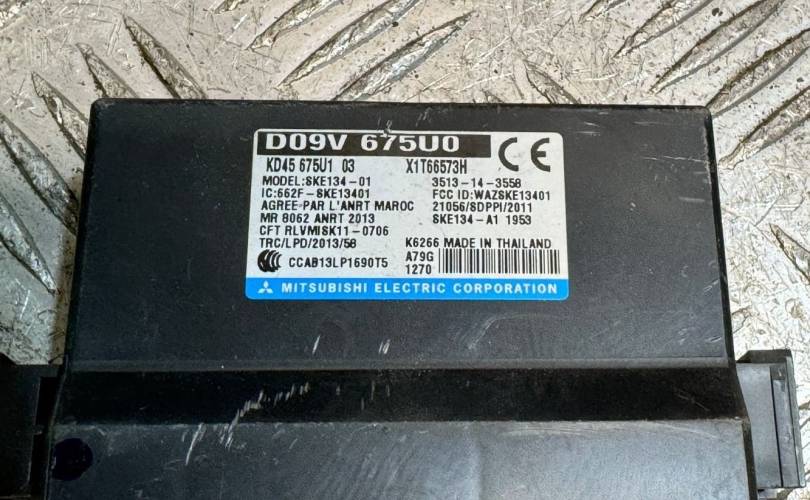 D09V 675U0
CE
KD45 675U1 03 X1T66573H
MODEL:SKE134-01 3513-14-3558
IC:662F-SKE13401 FCC ID:WAZSKE13401
AGREE PAR L'ANRT MAROC 21056/SDPPI/2011
MR 8062 ANRT 2013 SKE134-A1 1953
CFT RLVMISK11-0706
TRC/LPD/2013/58 K6266 MADE IN THAILAND
CCC CCAB13LP1690T5 A79G
1270
MITSUBISHI ELECTRIC CORPORATION